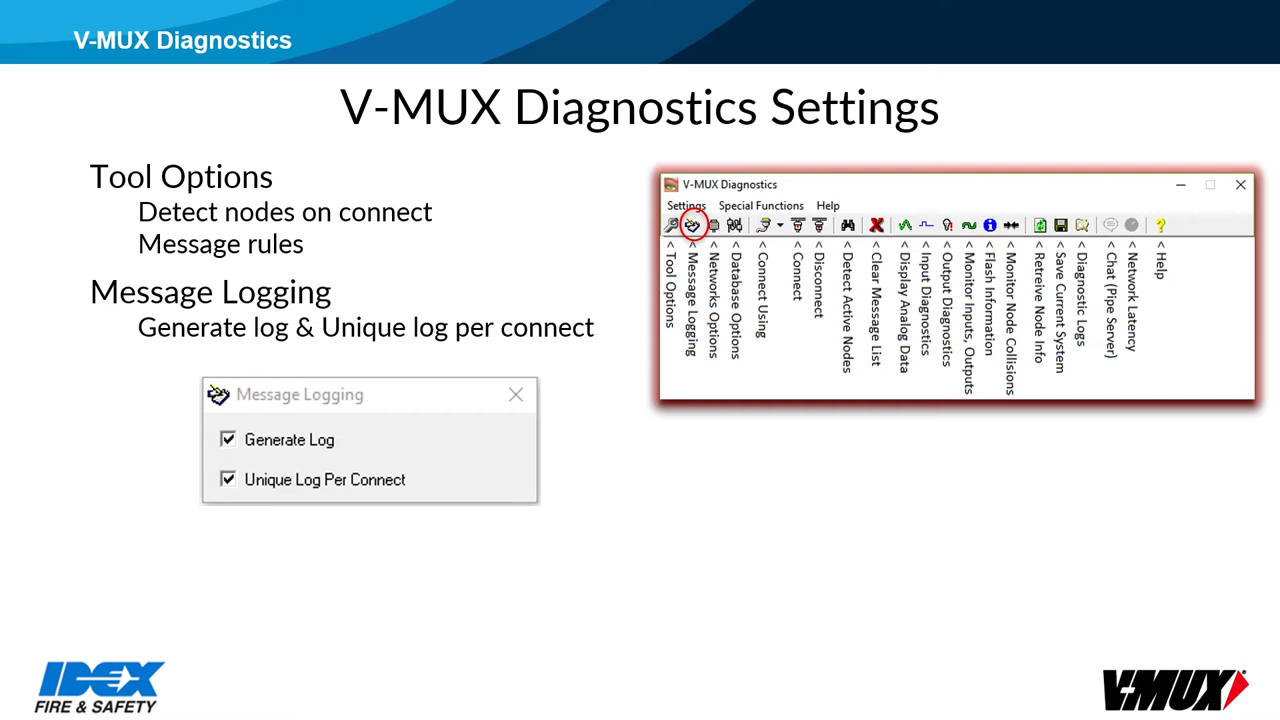 V-MUX Diagnostics
V-MUX Diagnostics Settings
Tool Options
Detect nodes on connect
Message rules
Message Logging
Generate log & Unique log per connect
Message Logging
Generate Log
Unique Log Per Connect
V-MUX Diagnostics
Settings Special Functions Help
< Tool Options
< Message Logging
< Networks Options
< Database Options
< Connect Using
< Connect
< Disconnect
< Detect Active Nodes
< Clear Message List
< Display Analog Data
< Input Diagnostics
< Output Diagnostics
< Monitor Inputs, Outputs
< Flash Information
< Monitor Node Collisions
< Retreive Node Info
< Save Current System
< Diagnostic Logs
< Chat (Pipe Server)
< Network Latency
< Help
IDEX
FIRE & SAFETY
V-MUX